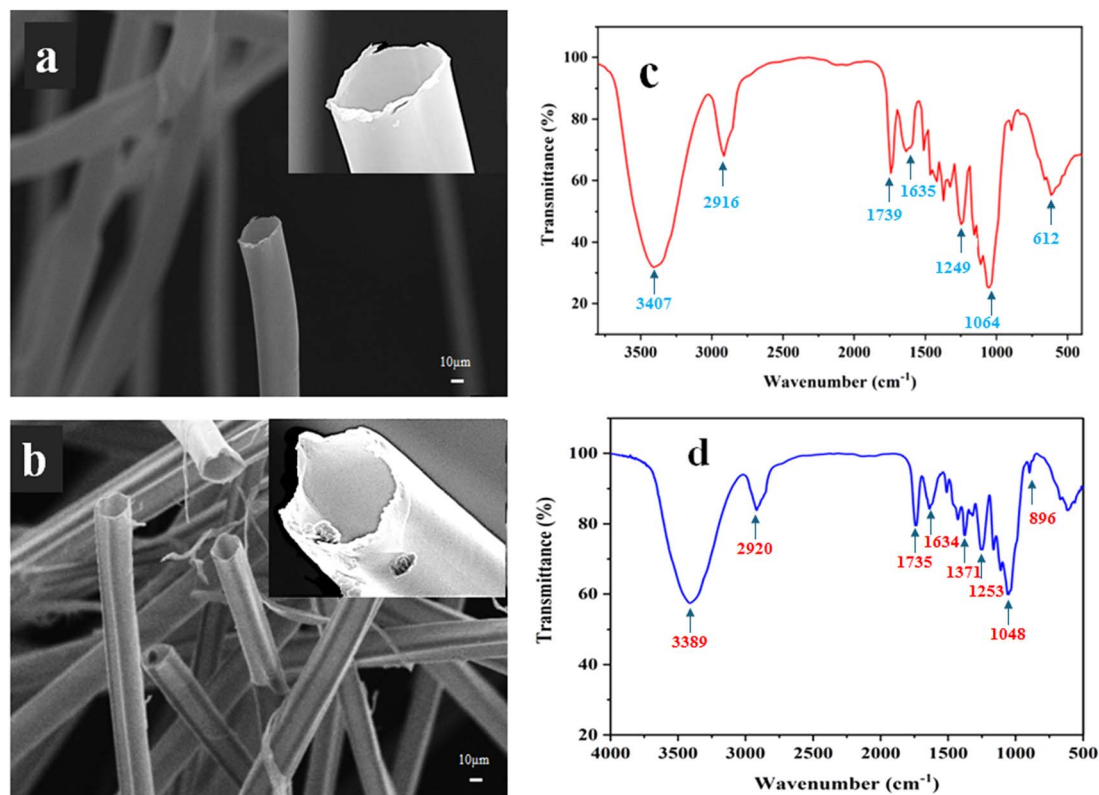 a
10µm
b
10µm
c
Transmittance (%)
100
80
60
40
20
3407
2916
1739
1635
1249
1064
612
3500 3000 2500 2000 1500 1000 500
Wavenumber (cm⁻¹)
d
Transmittance (%)
100
80
60
40
20
3389
2920
1735
1634
1371
1253
1048
896
4000 3500 3000 2500 2000 1500 1000 500
Wavenumber (cm⁻¹)